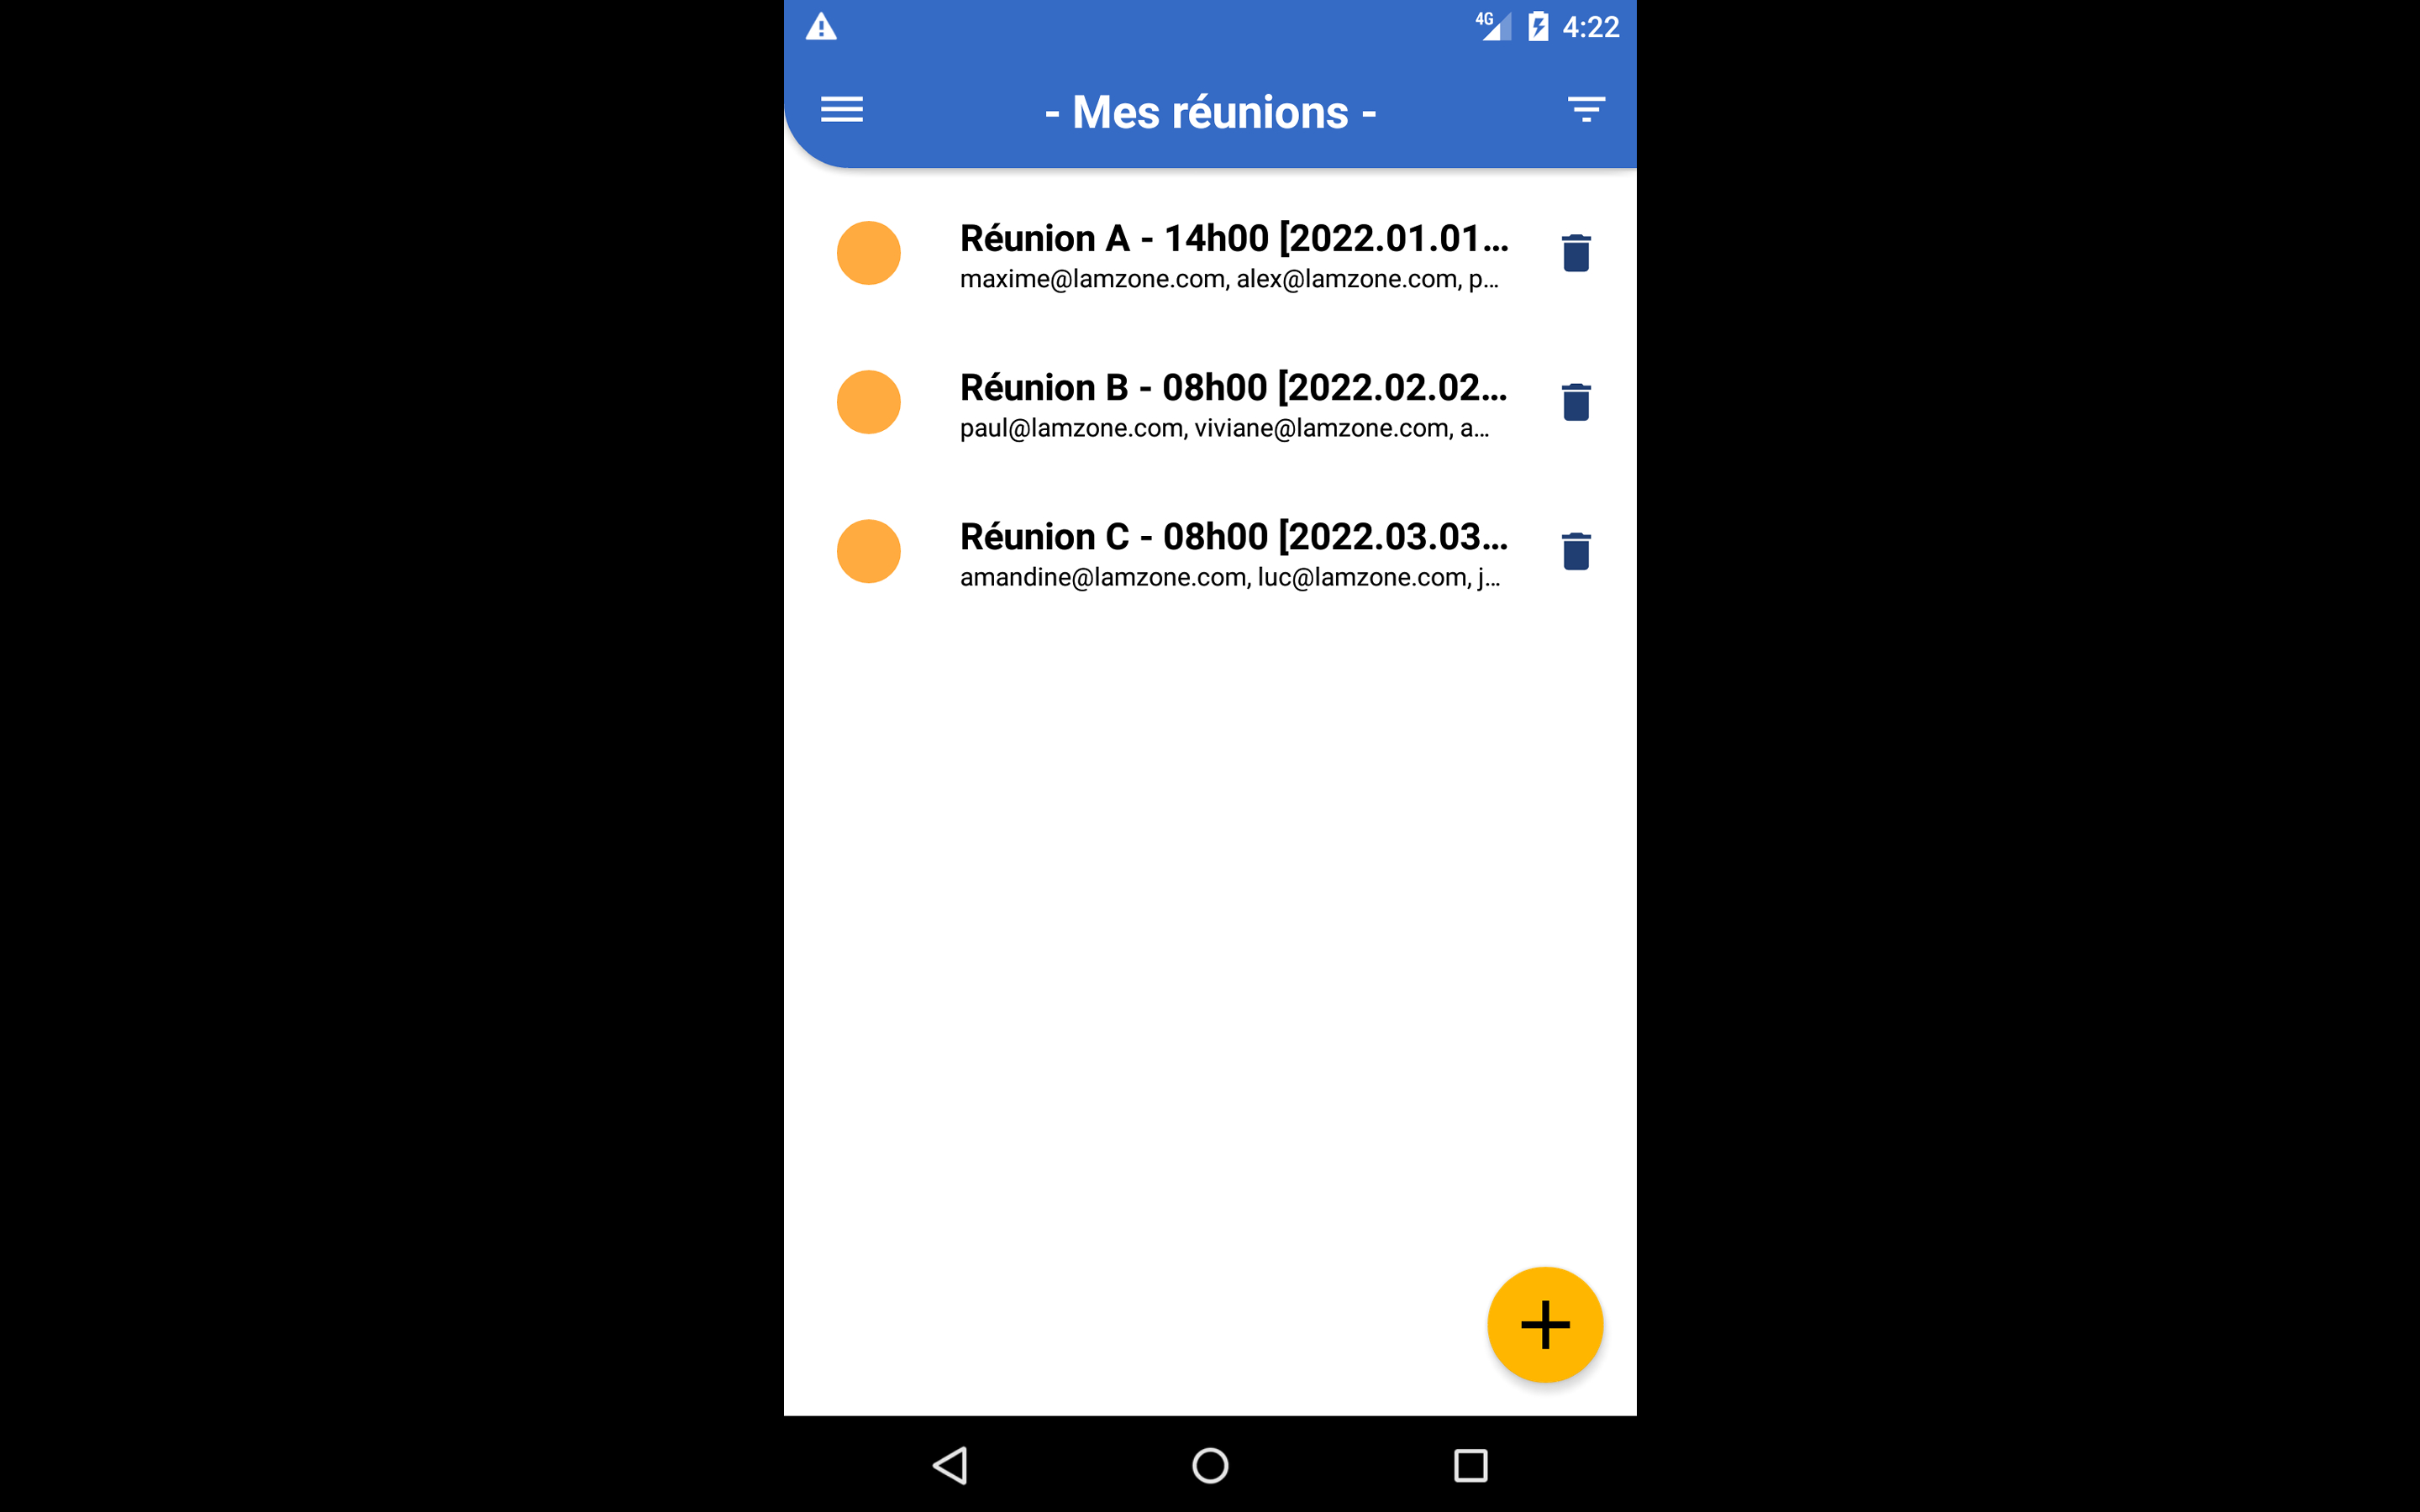 4G 4:22
- Mes réunions -
Réunion A - 14h00 [2022.01.01...
maxime@lamzone.com, alex@lamzone.com, p...
Réunion B - 08h00 [2022.02.02...
paul@lamzone.com, viviane@lamzone.com, a...
Réunion C - 08h00 [2022.03.03...
amandine@lamzone.com, luc@lamzone.com, j...